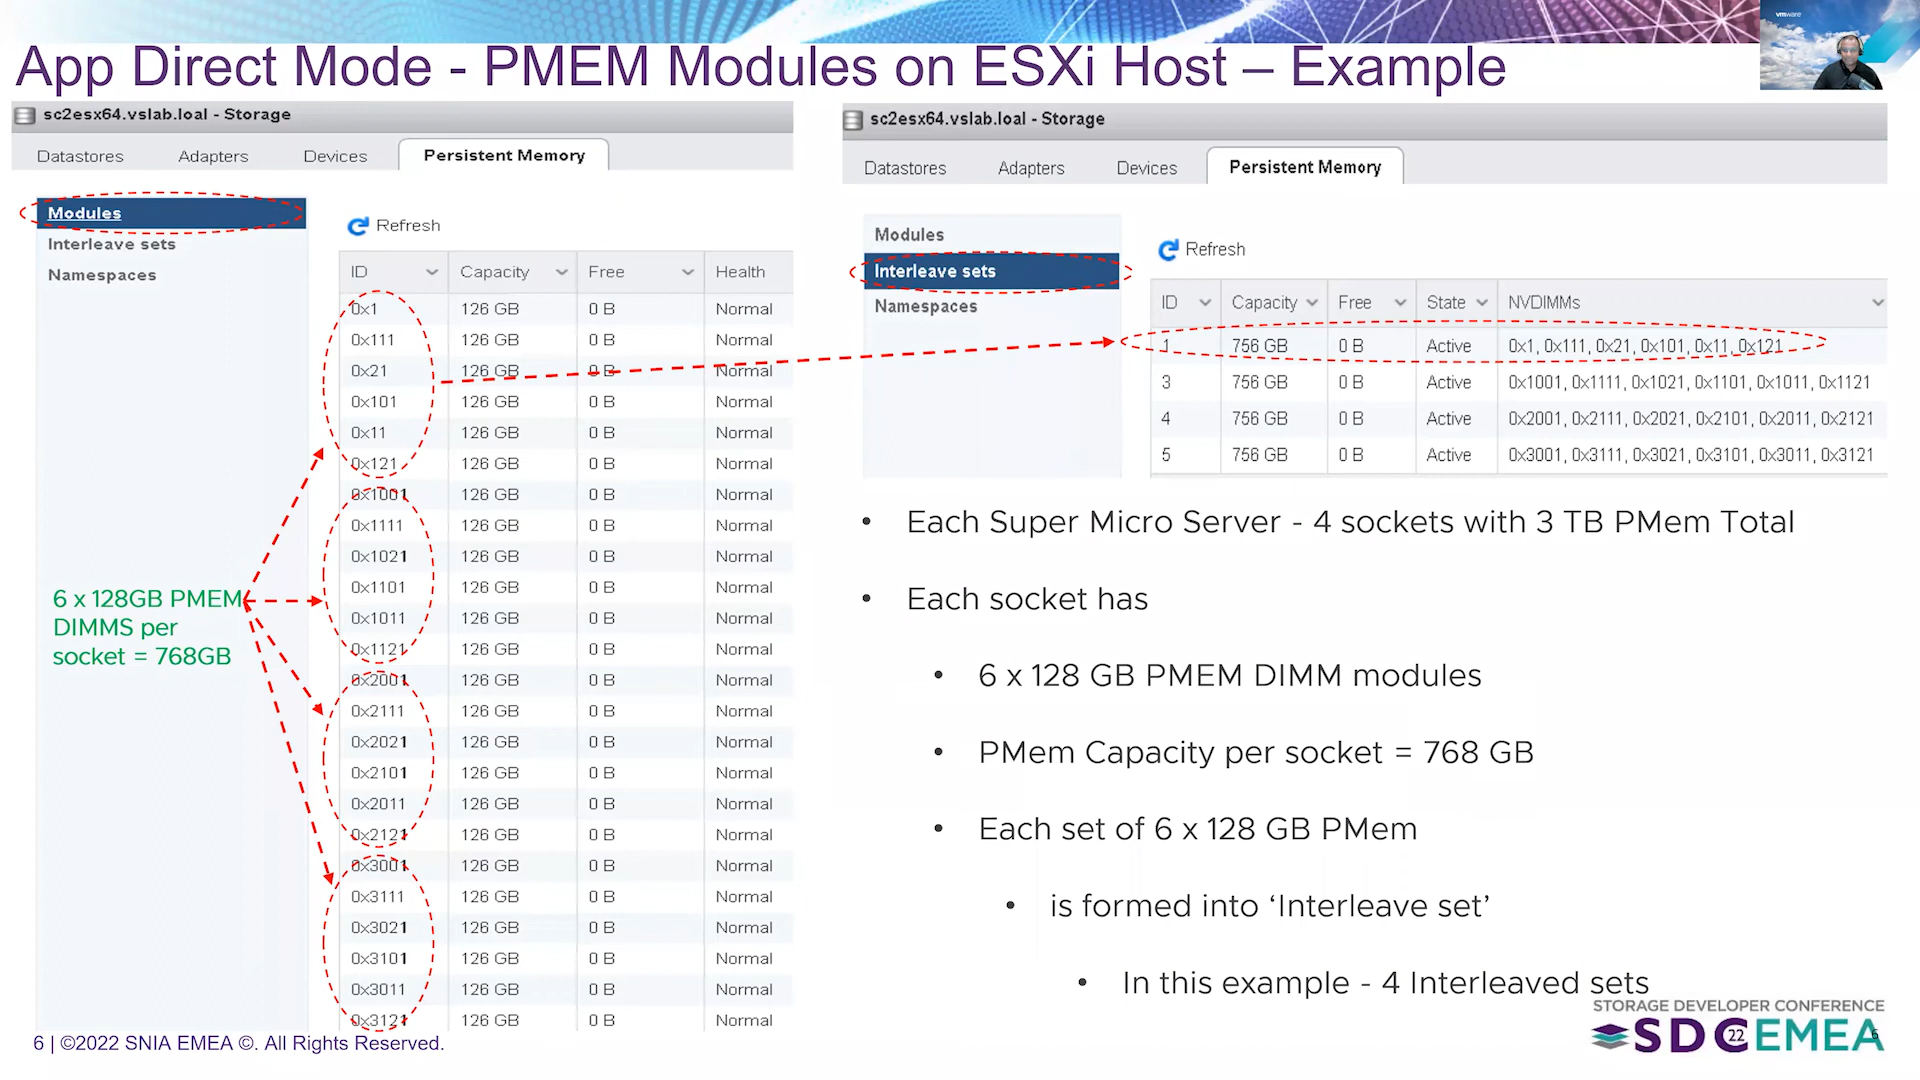 vmware
App Direct Mode - PMEM Modules on ESXi Host – Example
sc2esx64.vslab.loal - Storage
Datastores Adapters Devices Persistent Memory
Modules
Interleave sets
Namespaces
Refresh
ID Capacity Free Health
0x1 126 GB 0 B Normal
0x111 126 GB 0 B Normal
0x21 126 GB 0 B Normal
0x101 126 GB 0 B Normal
0x11 126 GB 0 B Normal
0x121 126 GB 0 B Normal
0x1001 126 GB 0 B Normal
0x1111 126 GB 0 B Normal
0x1021 126 GB 0 B Normal
0x1101 126 GB 0 B Normal
0x1011 126 GB 0 B Normal
0x1121 126 GB 0 B Normal
0x2001 126 GB 0 B Normal
0x2111 126 GB 0 B Normal
0x2021 126 GB 0 B Normal
0x2101 126 GB 0 B Normal
0x2011 126 GB 0 B Normal
0x2121 126 GB 0 B Normal
0x3001 126 GB 0 B Normal
0x3111 126 GB 0 B Normal
0x3021 126 GB 0 B Normal
0x3101 126 GB 0 B Normal
0x3011 126 GB 0 B Normal
0x3121 126 GB 0 B Normal
6 x 128GB PMEM
DIMMS per
socket = 768GB
sc2esx64.vslab.loal - Storage
Datastores Adapters Devices Persistent Memory
Modules
Interleave sets
Namespaces
Refresh
ID Capacity Free State NVDIMMs
1 756 GB 0 B Active 0x1, 0x111, 0x21, 0x101, 0x11, 0x121
3 756 GB 0 B Active 0x1001, 0x1111, 0x1021, 0x1101, 0x1011, 0x1121
4 756 GB 0 B Active 0x2001, 0x2111, 0x2021, 0x2101, 0x2011, 0x2121
5 756 GB 0 B Active 0x3001, 0x3111, 0x3021, 0x3101, 0x3011, 0x3121
• Each Super Micro Server - 4 sockets with 3 TB PMem Total
• Each socket has
• 6 x 128 GB PMEM DIMM modules
• PMem Capacity per socket = 768 GB
• Each set of 6 x 128 GB PMem
• is formed into ‘Interleave set’
• In this example - 4 Interleaved sets
STORAGE DEVELOPER CONFERENCE
SDC 22 EMEA
6
6 | ©2022 SNIA EMEA ©. All Rights Reserved.